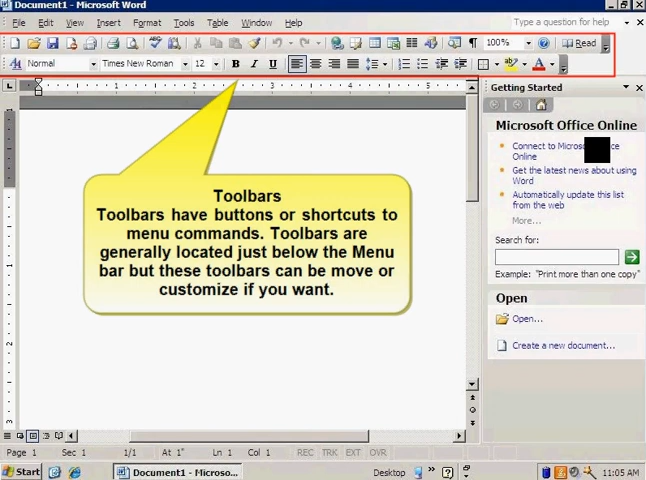 Document1 - Microsoft Word
File Edit View Insert Format Tools Table Window Help Type a question for help
100% Read
Normal Times New Roman 12 B I U
Getting Started
Microsoft Office Online
Connect to
Online
Get the latest news about using
Word
Automatically update this list
from the web
More...
Search for:
Example: "Print more than one copy"
Open
Open...
Create a new document...
Toolbars
Toolbars have buttons or shortcuts to
menu commands. Toolbars are
generally located just below the Menu
bar but these toolbars can be move or
customize if you want.
Page 1 Sec 1 1/1 At 1" Ln 1 Col 1 REC TRK EXT OVR
Start Document1 - Microso... Desktop » 11:05 AM